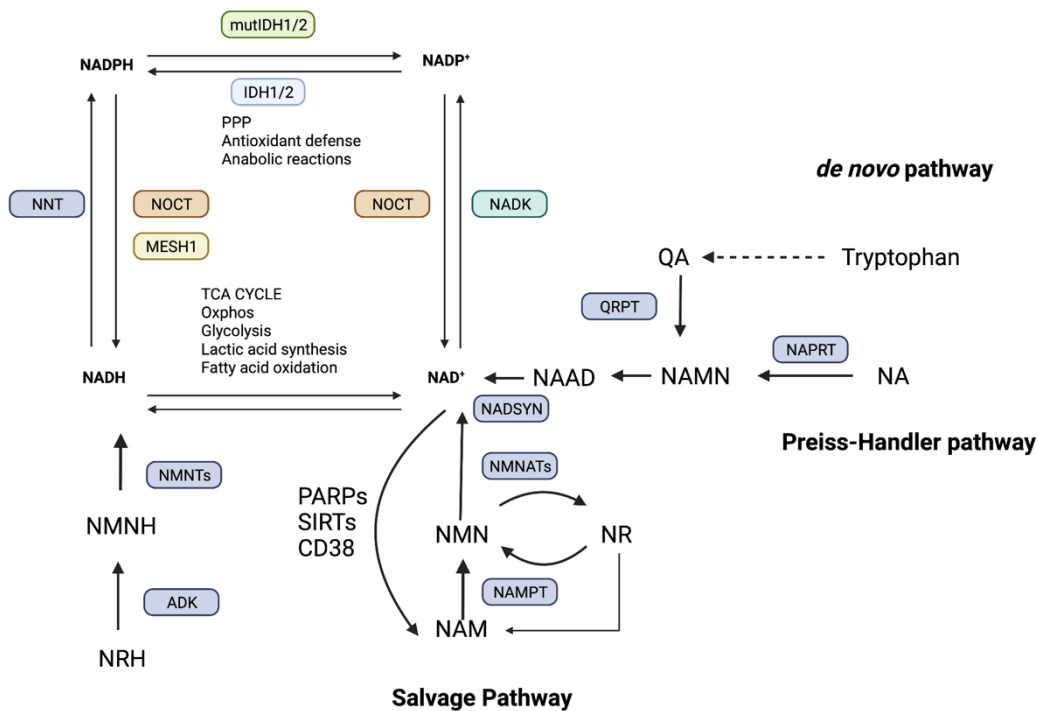 mutIDH1/2
NADPH
NADP⁺
IDH1/2
PPP
Antioxidant defense
Anabolic reactions
de novo pathway
NNT
NOCT
NOCT
NADK
MESH1
QA
Tryptophan
TCA CYCLE
Oxphos
Glycolysis
Lactic acid synthesis
Fatty acid oxidation
QRPT
NAPRT
NADH
NAD⁺
NAAD
NAMN
NA
NADSYN
Preiss-Handler pathway
NMNTs
NMNATs
PARPs
SIRTs
CD38
NMNH
NMN
NR
ADK
NAMPT
NAM
NRH
Salvage Pathway